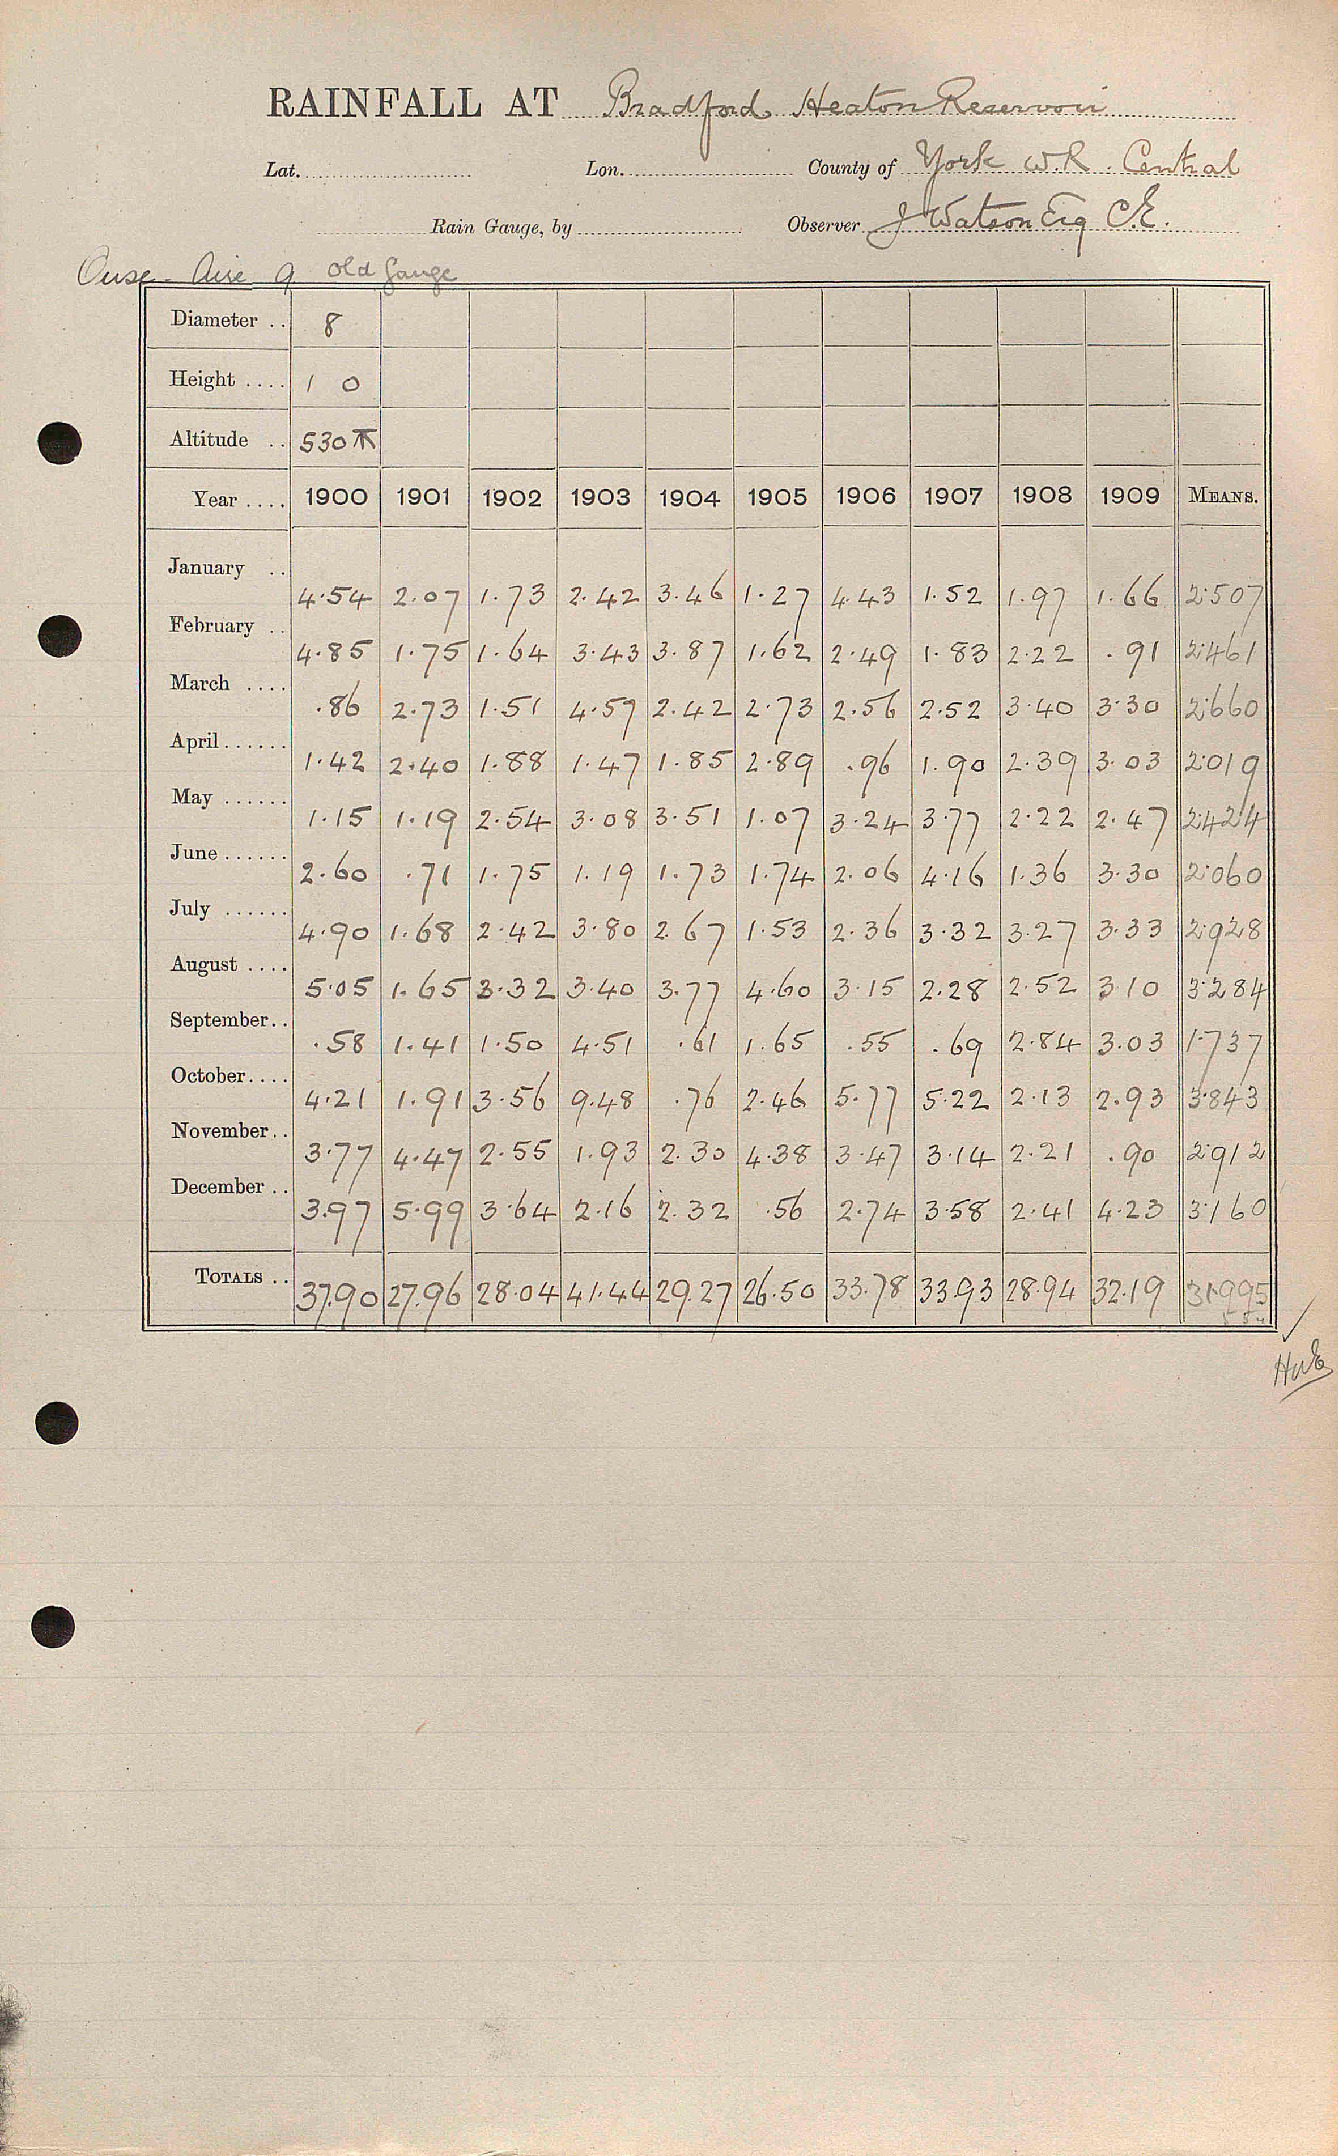 RAINFALL AT Bradford Heaton Reservoir
Lat. Lon. County of York W.R. Central
Rain Gauge, by Observer J Watson Esq C.E.
Ouse - Aire 9 old gauge
Diameter .. 8
Height .... 1 0
Altitude .. 530
Year .... 1900 1901 1902 1903 1904 1905 1906 1907 1908 1909 MEANS.
January .. 4.54 2.07 1.73 2.42 3.46 1.27 4.43 1.52 1.97 1.66 2.507
February .. 4.85 1.75 1.64 3.43 3.87 1.62 2.49 1.83 2.22 .91 2.461
March .... .86 2.73 1.51 4.57 2.42 2.73 2.56 2.52 3.40 3.30 2.660
April ...... 1.42 2.40 1.88 1.47 1.85 2.89 .96 1.90 2.39 3.03 2.019
May ...... 1.15 1.19 2.54 3.08 3.51 1.07 3.24 3.77 2.22 2.47 2.424
June ...... 2.60 .71 1.75 1.19 1.73 1.74 2.06 4.16 1.36 3.30 2.060
July ...... 4.90 1.68 2.42 3.80 2.67 1.53 2.36 3.32 3.27 3.33 2.928
August .... 5.05 1.65 3.32 3.40 3.77 4.60 3.15 2.28 2.52 3.10 3.284
September .. .58 1.41 1.50 4.51 .61 1.65 .55 .69 2.84 3.03 1.737
October .... 4.21 1.91 3.56 9.48 .76 2.46 5.77 5.22 2.13 2.93 3.843
November .. 3.77 4.47 2.55 1.93 2.30 4.38 3.47 3.14 2.21 .90 2.912
December .. 3.97 5.99 3.64 2.16 2.32 .56 2.74 3.58 2.41 4.23 3.160
TOTALS .. 37.90 27.96 28.04 41.44 29.27 26.50 33.78 33.93 28.94 32.19 31.995